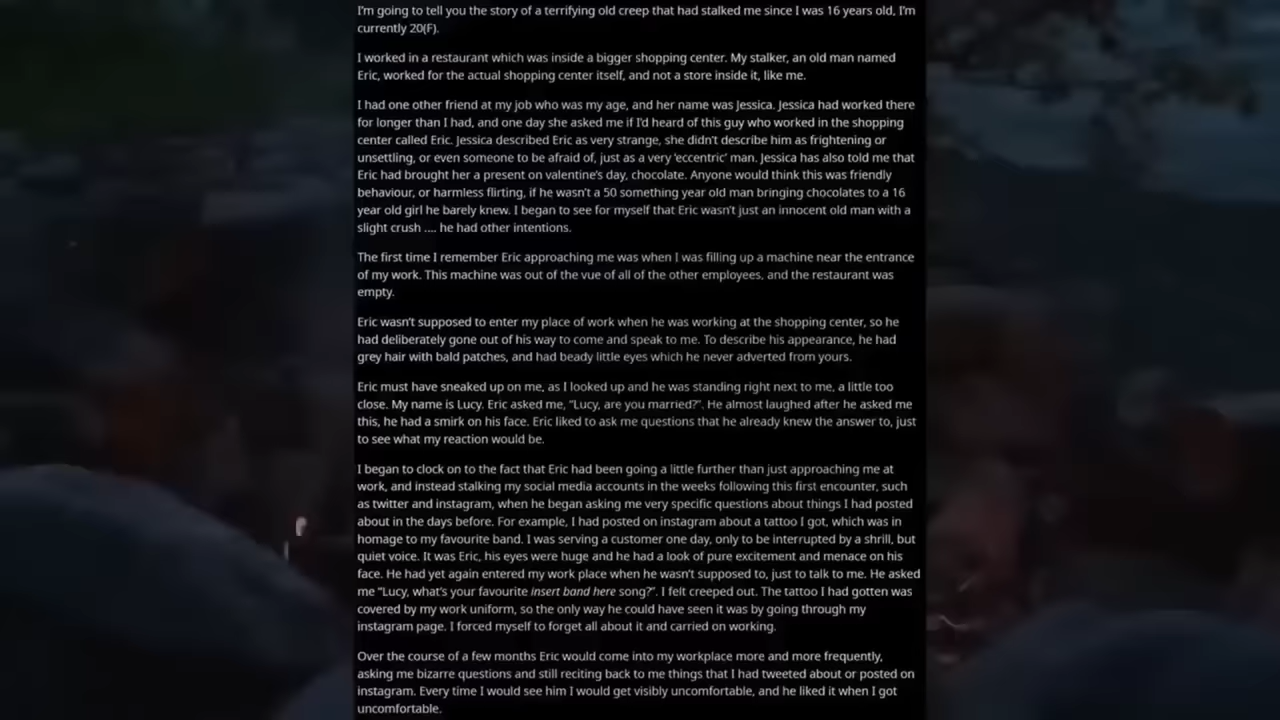 I'm going to tell you the story of a terrifying old creep that had stalked me since I was 16 years old, I'm
currently 20(F).
I worked in a restaurant which was inside a bigger shopping center. My stalker, an old man named
Eric, worked for the actual shopping center itself, and not a store inside it, like me.
I had one other friend at my job who was my age, and her name was Jessica. Jessica had worked there
for longer than I had, and one day she asked me if I'd heard of this guy who worked in the shopping
center called Eric. Jessica described Eric as very strange, she didn't describe him as frightening or
unsettling, or even someone to be afraid of, just as a very 'eccentric' man. Jessica has also told me that
Eric had brought her a present on valentine's day, chocolate. Anyone would think this was friendly
behaviour, or harmless flirting, if he wasn't a 50 something year old man bringing chocolates to a 16
year old girl he barely knew. I began to see for myself that Eric wasn't just an innocent old man with a
slight crush .... he had other intentions.
The first time I remember Eric approaching me was when I was filling up a machine near the entrance
of my work. This machine was out of the vue of all of the other employees, and the restaurant was
empty.
Eric wasn't supposed to enter my place of work when he was working at the shopping center, so he
had deliberately gone out of his way to come and speak to me. To describe his appearance, he had
grey hair with bald patches, and had beady little eyes which he never adverted from yours.
Eric must have sneaked up on me, as I looked up and he was standing right next to me, a little too
close. My name is Lucy. Eric asked me, "Lucy, are you married?". He almost laughed after he asked me
this, he had a smirk on his face. Eric liked to ask me questions that he already knew the answer to, just
to see what my reaction would be.
I began to clock on to the fact that Eric had been going a little further than just approaching me at
work, and instead stalking my social media accounts in the weeks following this first encounter, such
as twitter and instagram, when he began asking me very specific questions about things I had posted
about in the days before. For example, I had posted on instagram about a tattoo I got, which was in
homage to my favourite band. I was serving a customer one day, only to be interrupted by a shrill, but
quiet voice. It was Eric, his eyes were huge and he had a look of pure excitement and menace on his
face. He had yet again entered my work place when he wasn't supposed to, just to talk to me. He asked
me "Lucy, what's your favourite insert band here song?". I felt creeped out. The tattoo I had gotten was
covered by my work uniform, so the only way he could have seen it was by going through my
instagram page. I forced myself to forget all about it and carried on working.
Over the course of a few months Eric would come into my workplace more and more frequently,
asking me bizarre questions and still reciting back to me things that I had tweeted about or posted on
instagram. Every time I would see him I would get visibly uncomfortable, and he liked it when I got
uncomfortable.